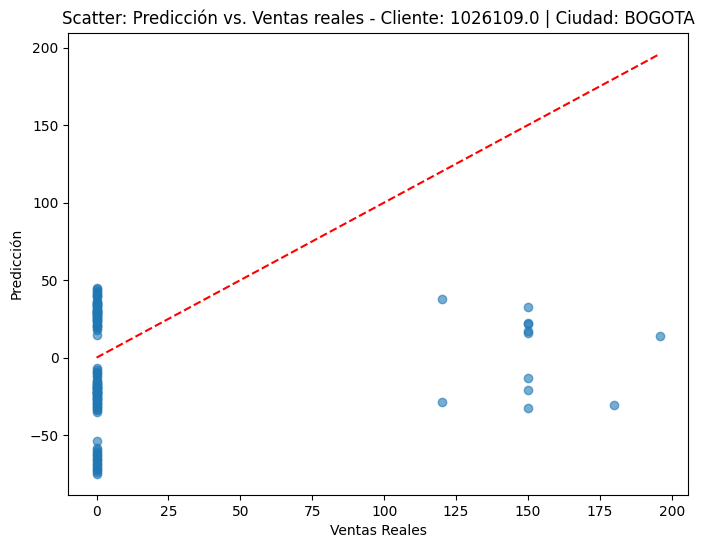 Scatter: Predicción vs. Ventas reales - Cliente: 1026109.0 | Ciudad: BOGOTA
200
150
100
50
0
−50
Predicción
0 25 50 75 100 125 150 175 200
Ventas Reales